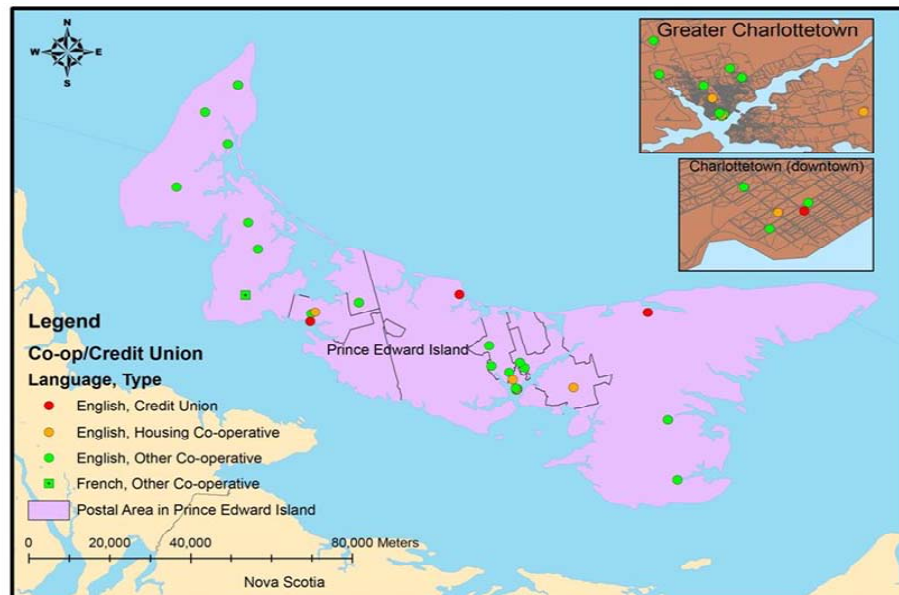 N
W E
S
Greater Charlottetown
Charlottetown (downtown)
Prince Edward Island
Legend
Co-op/Credit Union
Language, Type
English, Credit Union
English, Housing Co-operative
English, Other Co-operative
French, Other Co-operative
Postal Area in Prince Edward Island
0 20,000 40,000 80,000 Meters
Nova Scotia